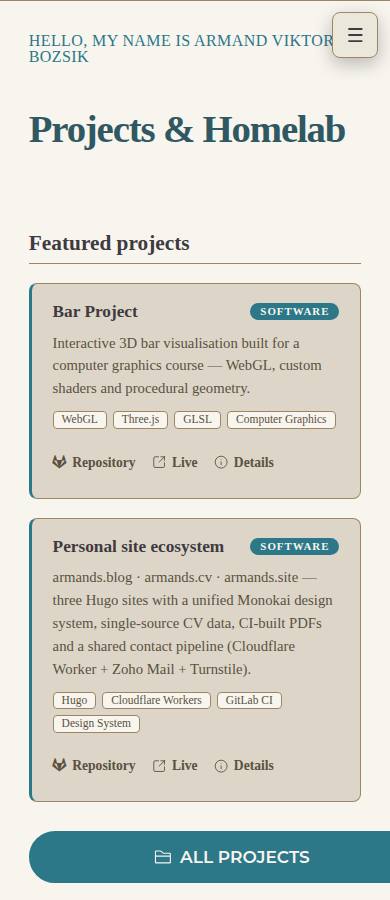 HELLO, MY NAME IS ARMAND VIKTOR
BOZSIK
Projects & Homelab
Featured projects
Bar Project
SOFTWARE
Interactive 3D bar visualisation built for a
computer graphics course — WebGL, custom
shaders and procedural geometry.
WebGL Three.js GLSL Computer Graphics
Repository Live Details
Personal site ecosystem
SOFTWARE
armands.blog · armands.cv · armands.site —
three Hugo sites with a unified Monokai design
system, single-source CV data, CI-built PDFs
and a shared contact pipeline (Cloudflare
Worker + Zoho Mail + Turnstile).
Hugo Cloudflare Workers GitLab CI
Design System
Repository Live Details
ALL PROJECTS